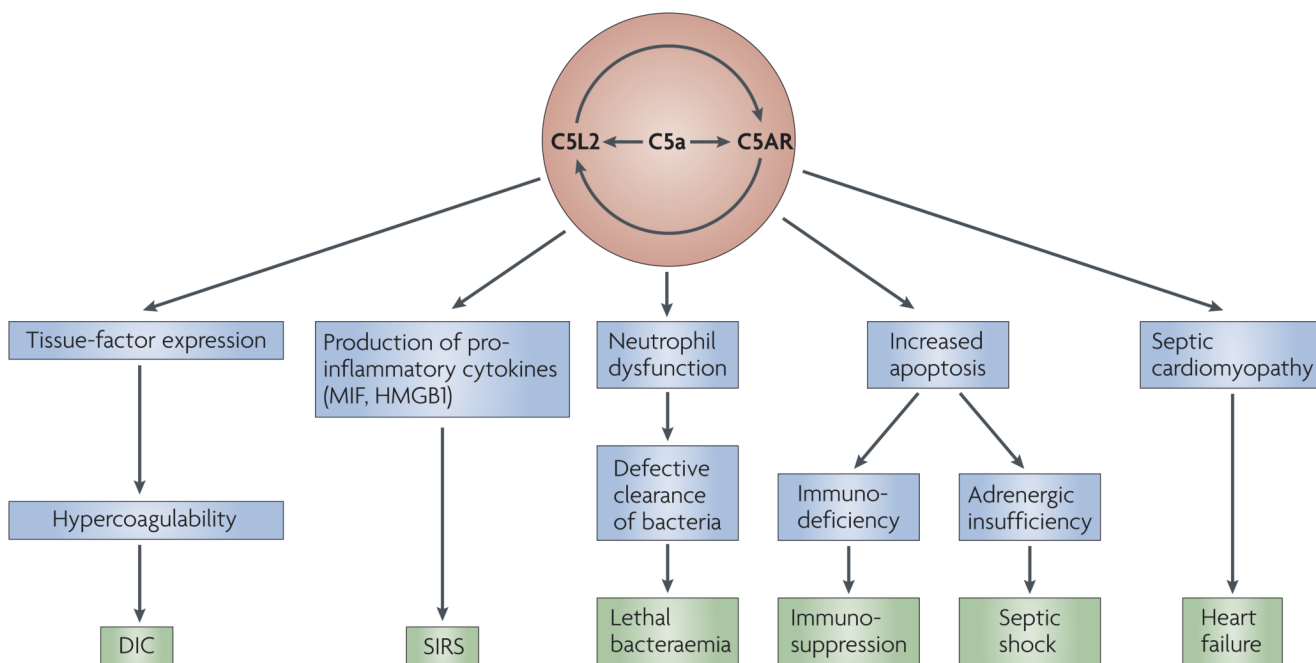 C5L2
C5a
C5AR
Tissue-factor expression
Production of pro-
inflammatory cytokines
(MIF, HMGB1)
Neutrophil
dysfunction
Increased
apoptosis
Septic
cardiomyopathy
Hypercoagulability
Defective
clearance
of bacteria
Immuno-
deficiency
Adrenergic
insufficiency
DIC
SIRS
Lethal
bacteraemia
Immuno-
suppression
Septic
shock
Heart
failure